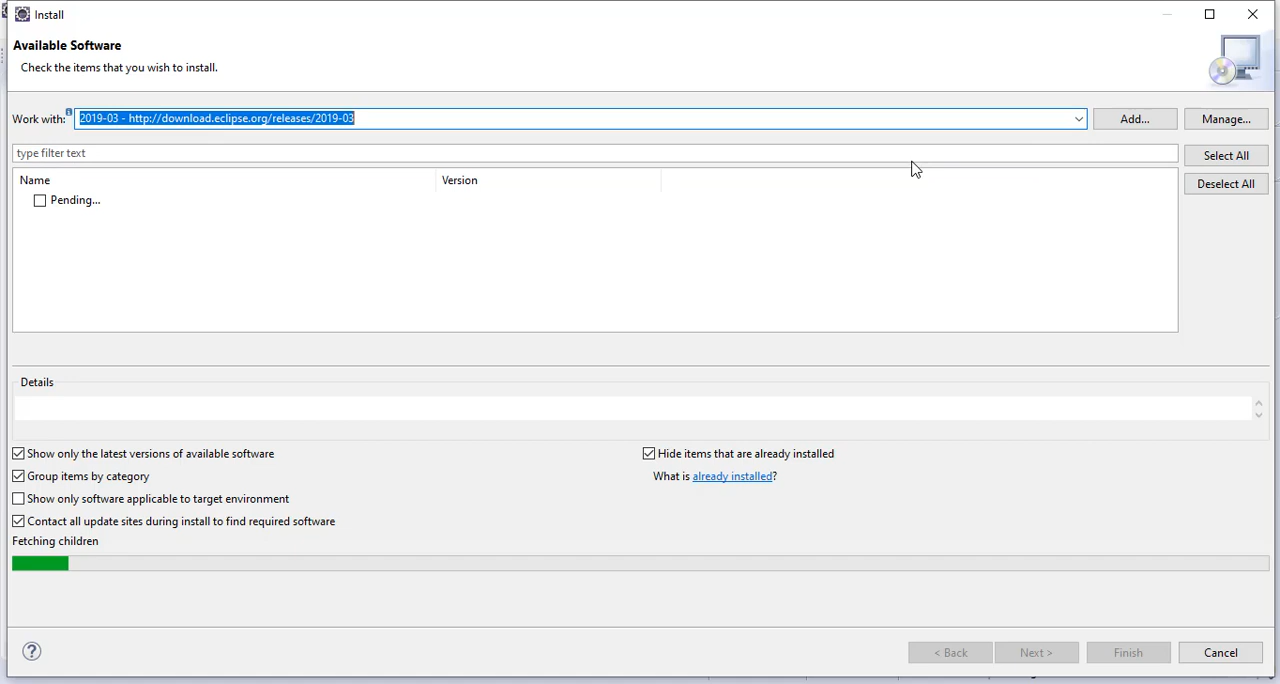 Install
Available Software
Check the items that you wish to install.
Work with: 2019-03 - http://download.eclipse.org/releases/2019-03 Add... Manage...
type filter text Select All
Name Version Deselect All
Pending...
Details
Show only the latest versions of available software Hide items that are already installed
Group items by category What is already installed?
Show only software applicable to target environment
Contact all update sites during install to find required software
Fetching children
? < Back Next > Finish Cancel